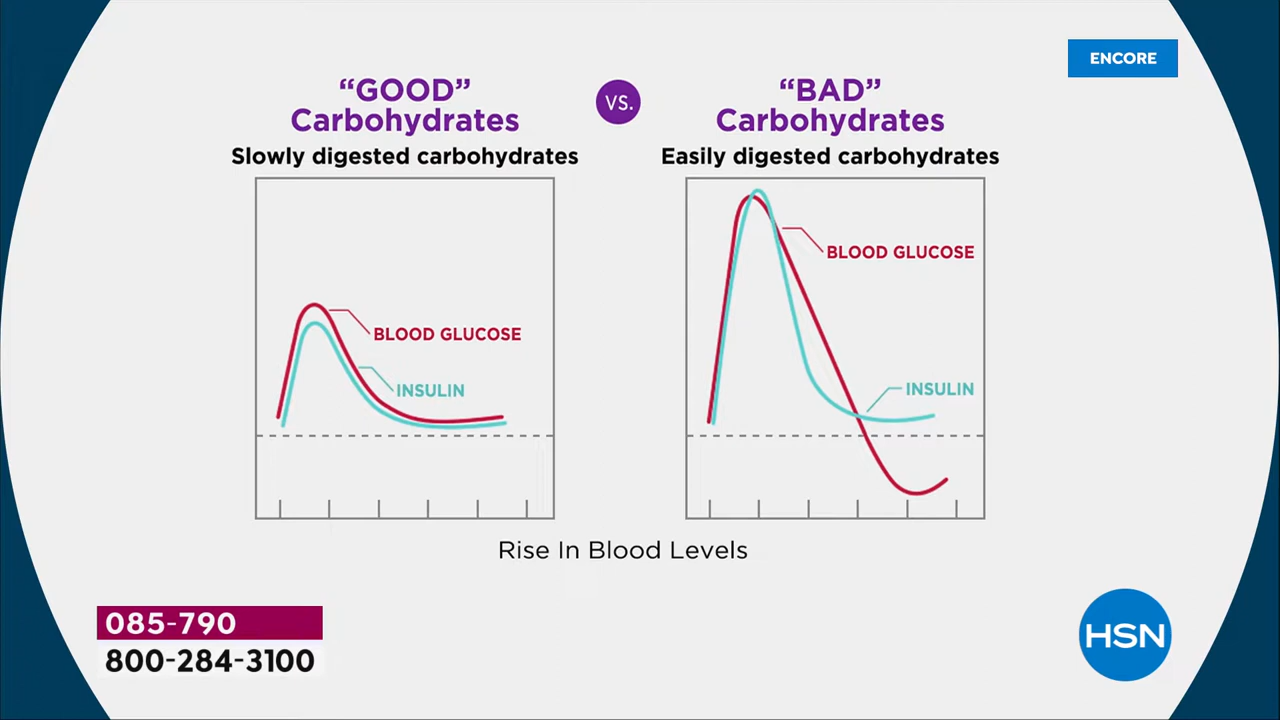 ENCORE
“GOOD”
Carbohydrates
Slowly digested carbohydrates
VS.
“BAD”
Carbohydrates
Easily digested carbohydrates
BLOOD GLUCOSE
INSULIN
BLOOD GLUCOSE
INSULIN
Rise In Blood Levels
085-790
800-284-3100
HSN